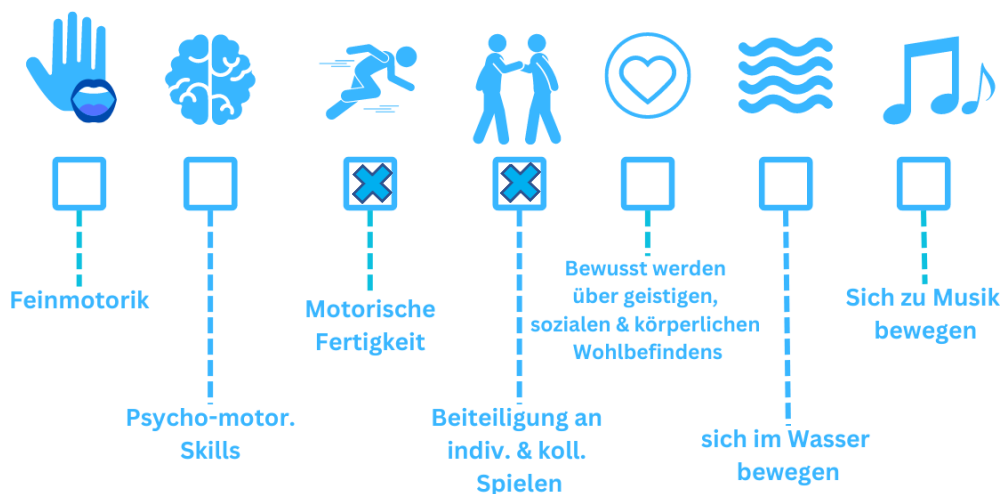 Feinmotorik
Psycho-motor.
Skills
Motorische
Fertigkeit
Beiteiligung an
indiv. & koll.
Spielen
Bewusst werden
über geistigen,
sozialen & körperlichen
Wohlbefindens
sich im Wasser
bewegen
Sich zu Musik
bewegen